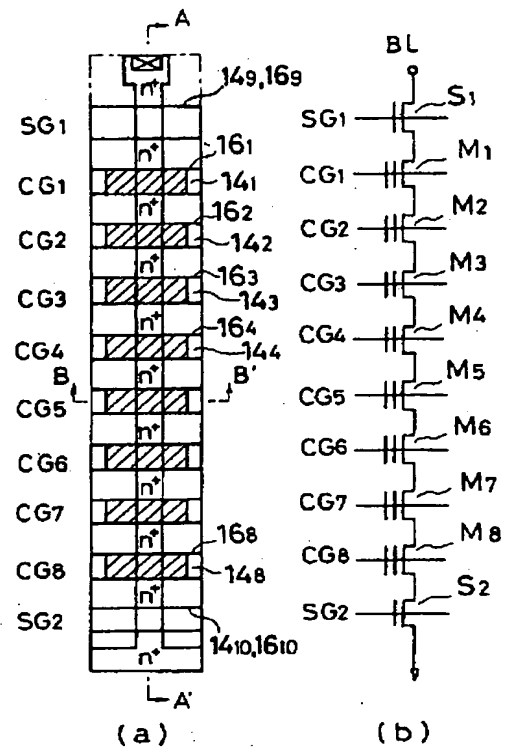 A
BL
n+
14₉,16₉
SG1
S1
SG1
n+
16₁
CG1
14₁
CG1
M1
n+
16₂
CG2
14₂
CG2
M2
n+
16₃
CG3
14₃
CG3
M3
n+
16₄
CG4
14₄
CG4
M4
n+
B
B'
CG5
CG5
M5
n+
CG6
CG6
M6
n+
CG7
CG7
M7
n+
16₈
CG8
14₈
CG8
M8
n+
SG2
SG2
S2
14₁₀,16₁₀
n+
A'
(a)
(b)